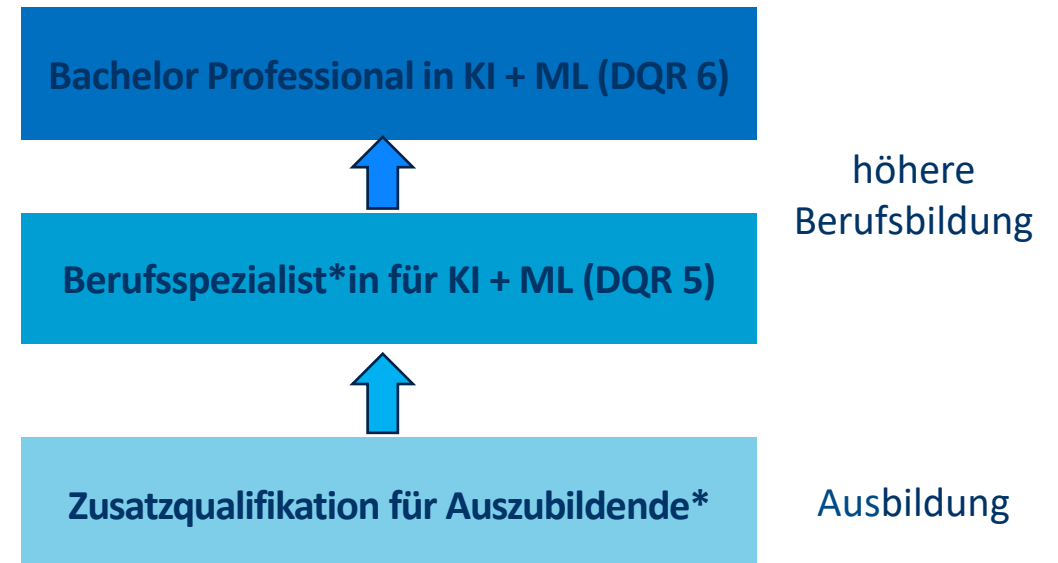 Bachelor Professional in KI + ML (DQR 6)
höhere
Berufsbildung
Berufsspezialist*in für KI + ML (DQR 5)
Zusatzqualifikation für Auszubildende*
Ausbildung